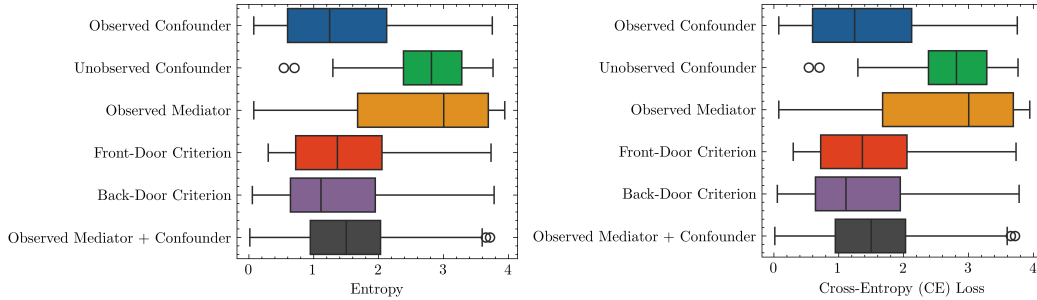 Observed Confounder
Unobserved Confounder
Observed Mediator
Front-Door Criterion
Back-Door Criterion
Observed Mediator + Confounder
0 1 2 3 4
Entropy
Observed Confounder
Unobserved Confounder
Observed Mediator
Front-Door Criterion
Back-Door Criterion
Observed Mediator + Confounder
0 1 2 3 4
Cross-Entropy (CE) Loss